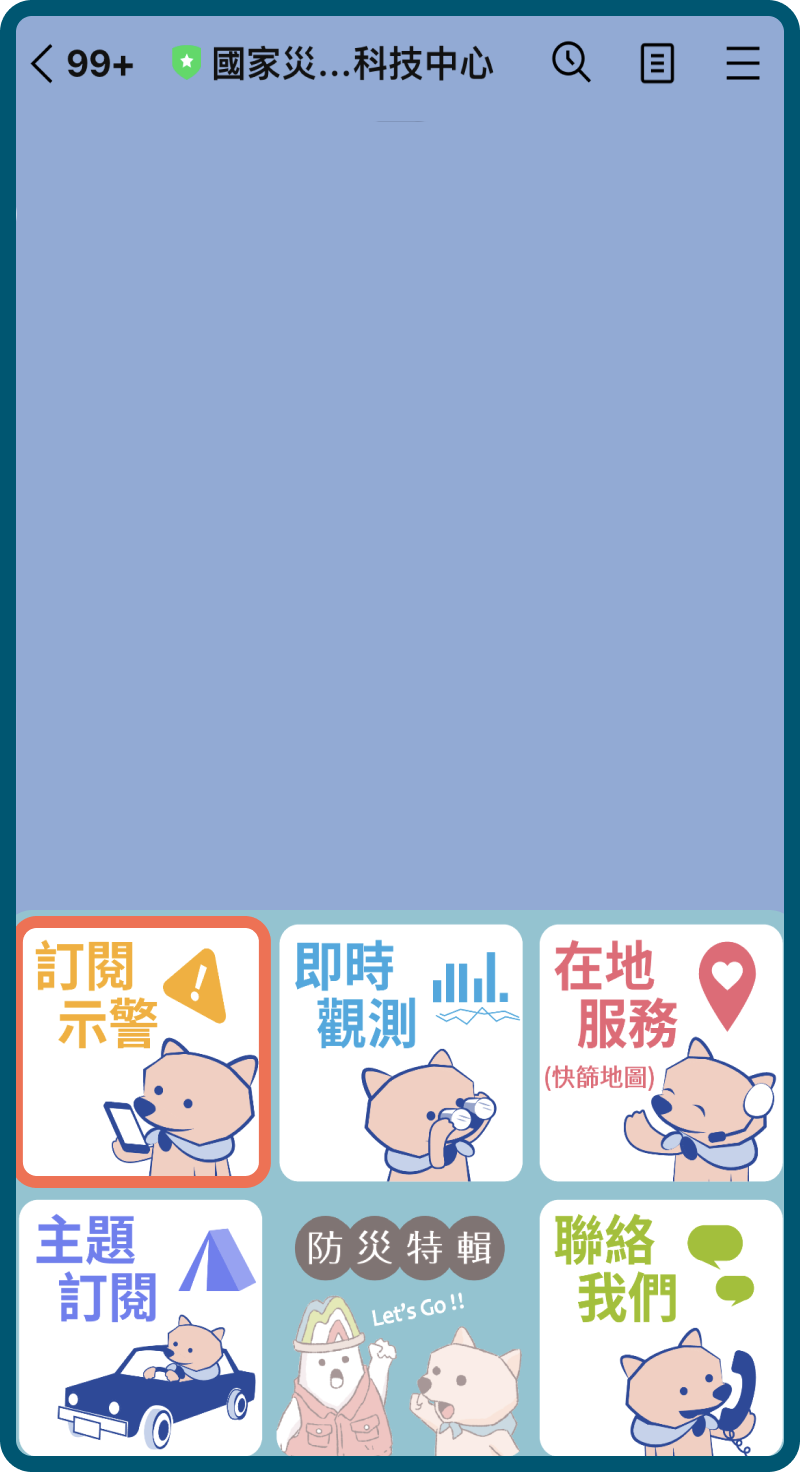 99+ 國家災...科技中心
訂閱
示警
即時
觀測
在地
服務
(快篩地圖)
主題
訂閱
防災特輯
Let's Go !!
聯絡
我們